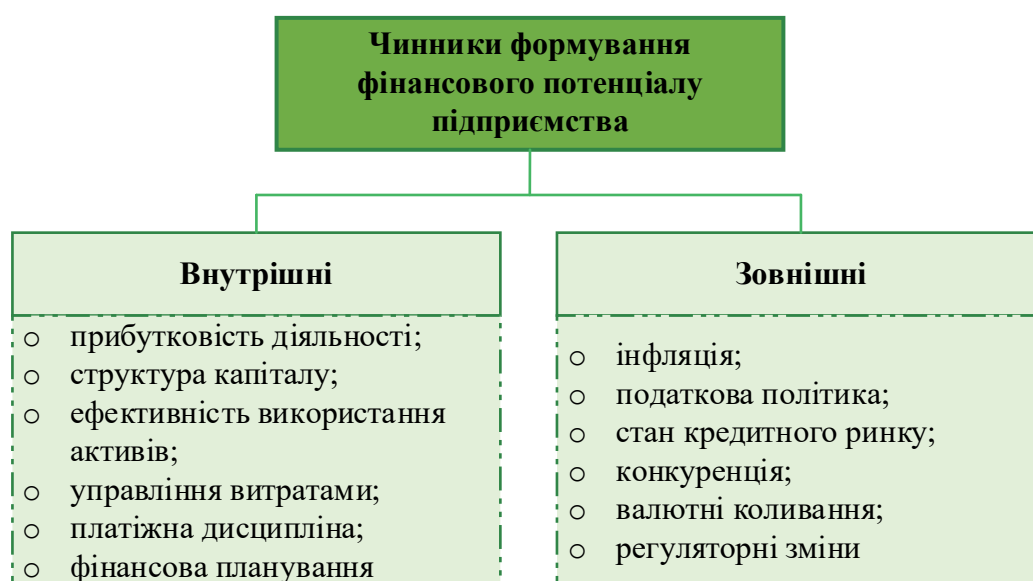 Чинники формування
фінансового потенціалу
підприємства
Внутрішні
o прибутковість діяльності;
o структура капіталу;
o ефективність використання
активів;
o управління витратами;
o платіжна дисципліна;
o фінансова планування
Зовнішні
o інфляція;
o податкова політика;
o стан кредитного ринку;
o конкуренція;
o валютні коливання;
o регуляторні зміни